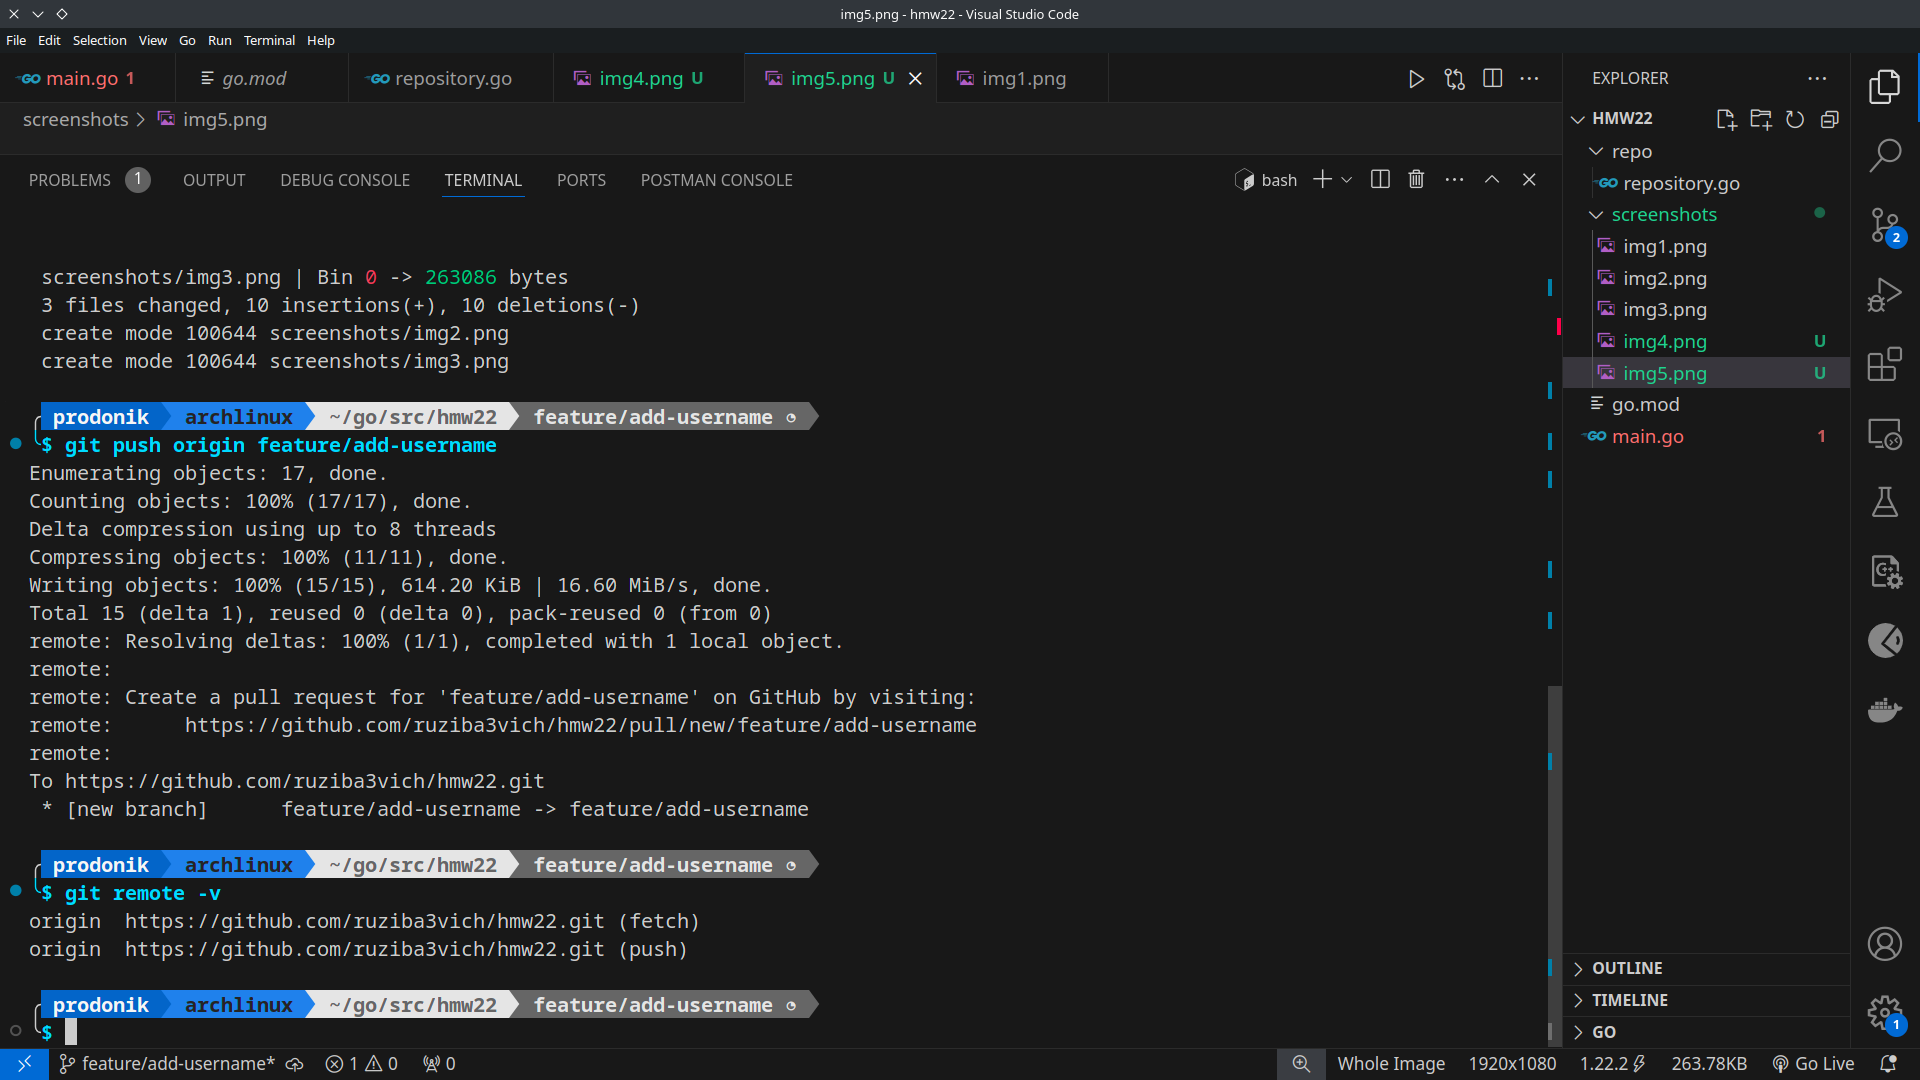 img5.png - hmw22 - Visual Studio Code
File Edit Selection View Go Run Terminal Help
main.go 1 go.mod repository.go img4.png U img5.png U img1.png
screenshots > img5.png
PROBLEMS 1 OUTPUT DEBUG CONSOLE TERMINAL PORTS POSTMAN CONSOLE bash
screenshots/img3.png | Bin 0 -> 263086 bytes
3 files changed, 10 insertions(+), 10 deletions(-)
create mode 100644 screenshots/img2.png
create mode 100644 screenshots/img3.png
prodonik archlinux ~/go/src/hmw22 feature/add-username
$ git push origin feature/add-username
Enumerating objects: 17, done.
Counting objects: 100% (17/17), done.
Delta compression using up to 8 threads
Compressing objects: 100% (11/11), done.
Writing objects: 100% (15/15), 614.20 KiB | 16.60 MiB/s, done.
Total 15 (delta 1), reused 0 (delta 0), pack-reused 0 (from 0)
remote: Resolving deltas: 100% (1/1), completed with 1 local object.
remote:
remote: Create a pull request for 'feature/add-username' on GitHub by visiting:
remote:      https://github.com/ruziba3vich/hmw22/pull/new/feature/add-username
remote:
To https://github.com/ruziba3vich/hmw22.git
* [new branch]      feature/add-username -> feature/add-username
prodonik archlinux ~/go/src/hmw22 feature/add-username
$ git remote -v
origin  https://github.com/ruziba3vich/hmw22.git (fetch)
origin  https://github.com/ruziba3vich/hmw22.git (push)
prodonik archlinux ~/go/src/hmw22 feature/add-username
$
EXPLORER
HMW22
repo
GO repository.go
screenshots
img1.png
img2.png
img3.png
img4.png U
img5.png U
go.mod
GO main.go 1
OUTLINE
TIMELINE
GO
2
1
feature/add-username* 1 0 0 Whole Image 1920x1080 1.22.2 263.78KB Go Live